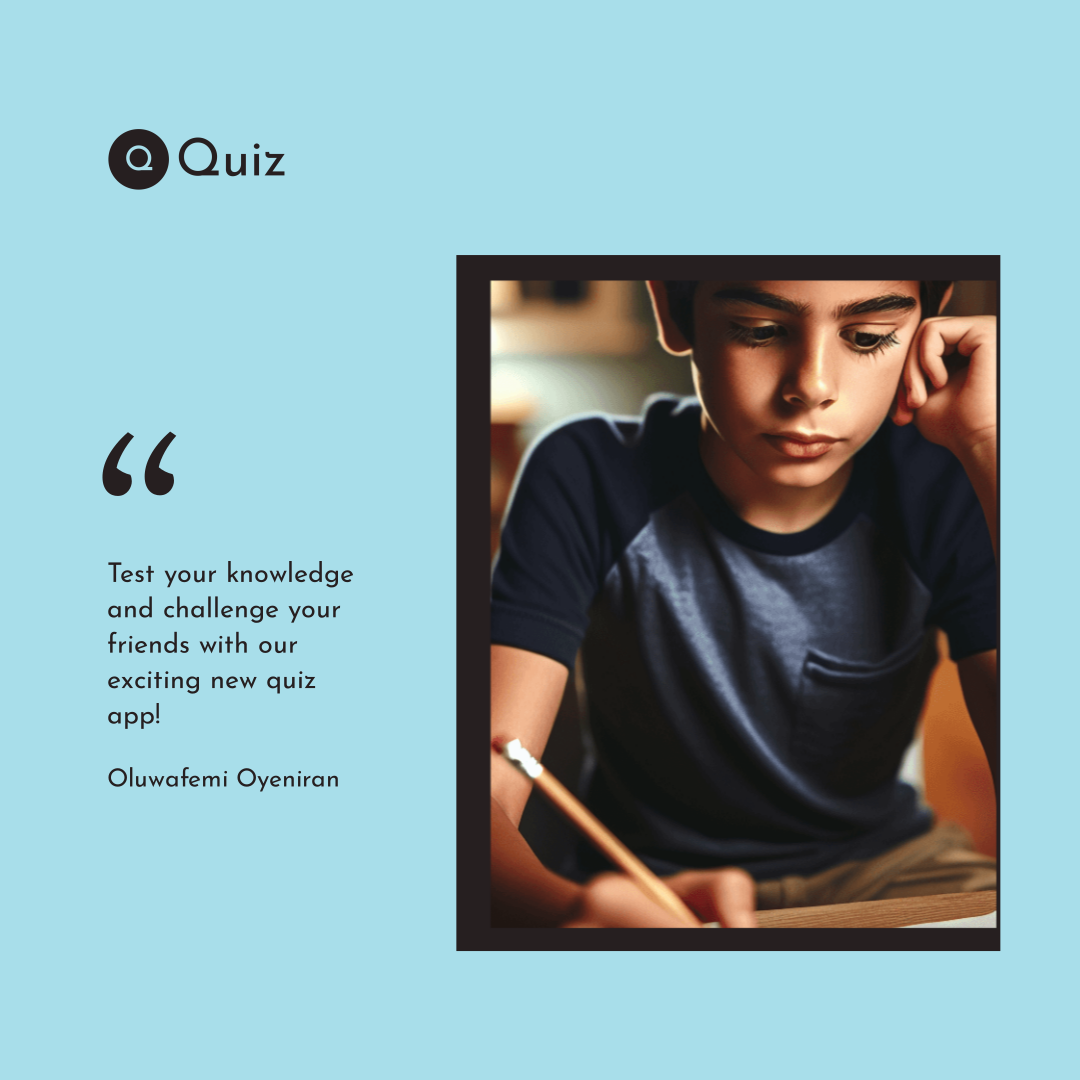 Q Quiz
“
Test your knowledge
and challenge your
friends with our
exciting new quiz
app!
Oluwafemi Oyeniran